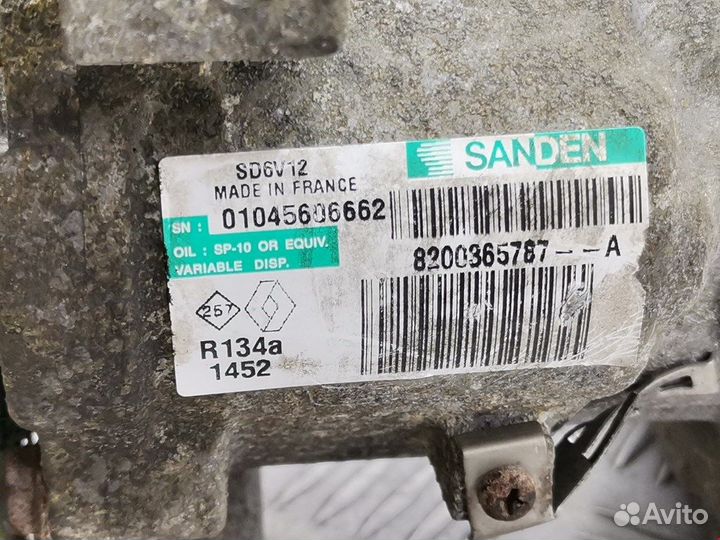 SANDEN
SD6V12
MADE IN FRANCE
SN : 01045606662
OIL : SP-10 OR EQUIV.
VARIABLE DISP.
8200365787--A
257
R134a
1452
Avito